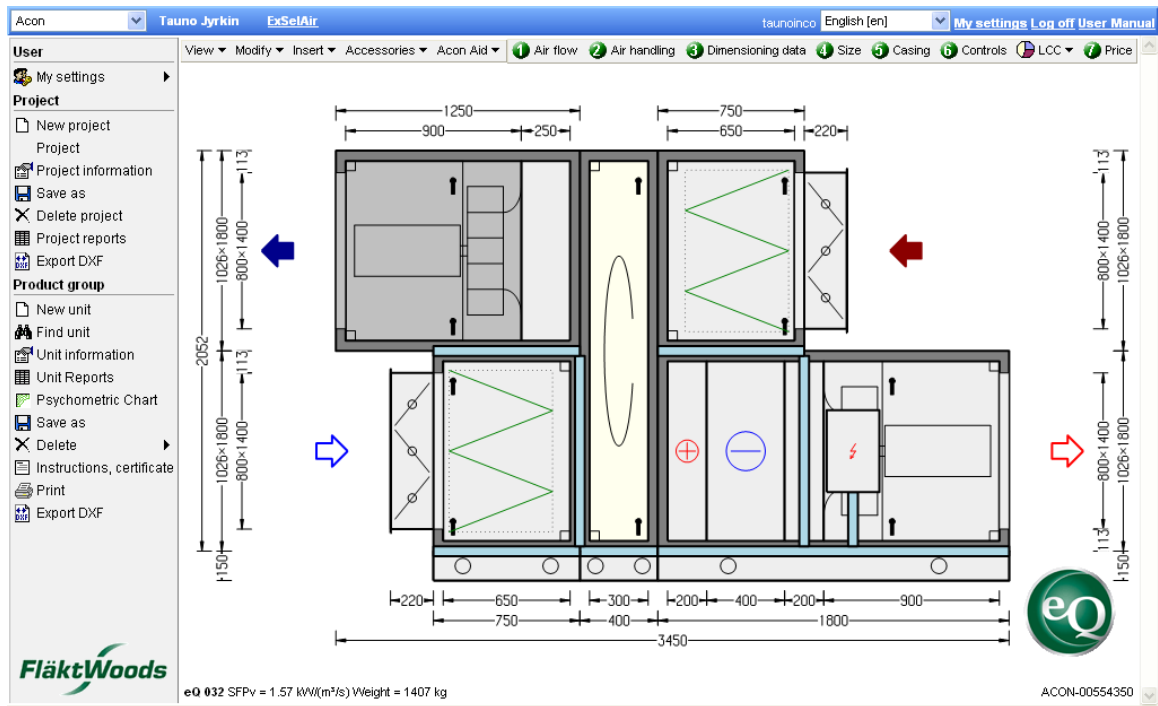 Acon Tauno Jyrkin ExSelAir taunoinco English [en] My settings Log off User Manual
User
My settings
Project
New project
Project
Project information
Save as
Delete project
Project reports
Export DXF
Product group
New unit
Find unit
Unit information
Unit Reports
Psychometric Chart
Save as
Delete
Instructions, certificate
Print
Export DXF
FläktWoods
View Modify Insert Accessories Acon Aid 1 Air flow 2 Air handling 3 Dimensioning data 4 Size 5 Casing 6 Controls LCC 7 Price
1250 750
900 250 650 220
113 113
1026×1800 800×1400 800×1400 1026×1800
2052
113
1026×1800 800×1400 800×1400 1026×1800
113
150 150
220 650 300 200 400 200 900
750 400 1800
3450
eQ
eQ 032 SFPv = 1.57 kW/(m³/s) Weight = 1407 kg ACON-00554350